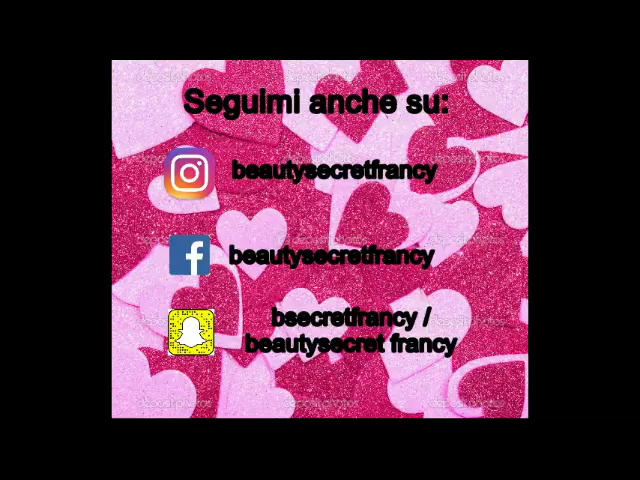 Seguimi anche su:
beautysecretfrancy
beautysecretfrancy
bsecretfrancy /
beautysecret francy